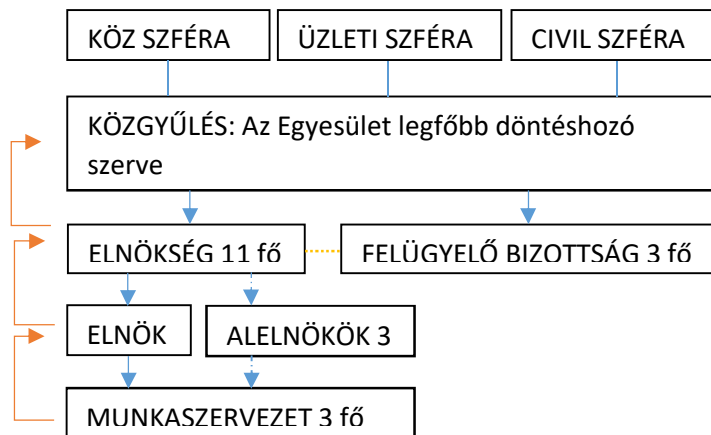 KÖZ SZFÉRA
ÜZLETI SZFÉRA
CIVIL SZFÉRA
KÖZGYŰLÉS: Az Egyesület legfőbb döntéshozó
szerve
ELNÖKSÉG 11 fő
FELÜGYELŐ BIZOTTSÁG 3 fő
ELNÖK
ALELNÖKÖK 3
MUNKASZERVEZET 3 fő